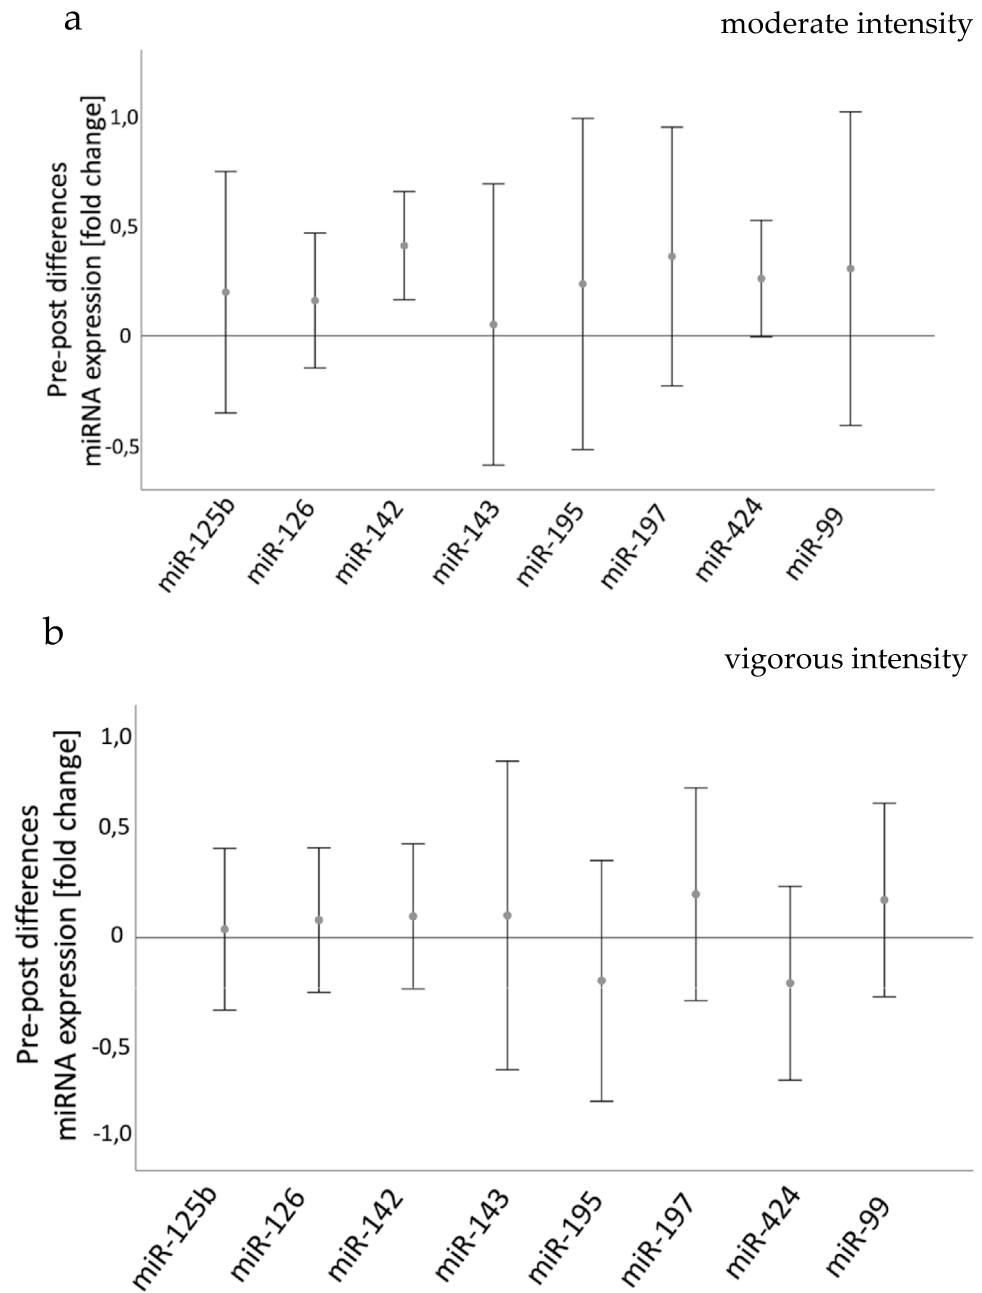 a
moderate intensity
Pre-post differences
miRNA expression [fold change]
1,0
0,5
0
-0,5
miR-125b
miR-126
miR-142
miR-143
miR-195
miR-197
miR-424
miR-99
b
vigorous intensity
Pre-post differences
miRNA expression [fold change]
1,0
0,5
0
-0,5
-1,0
miR-125b
miR-126
miR-142
miR-143
miR-195
miR-197
miR-424
miR-99